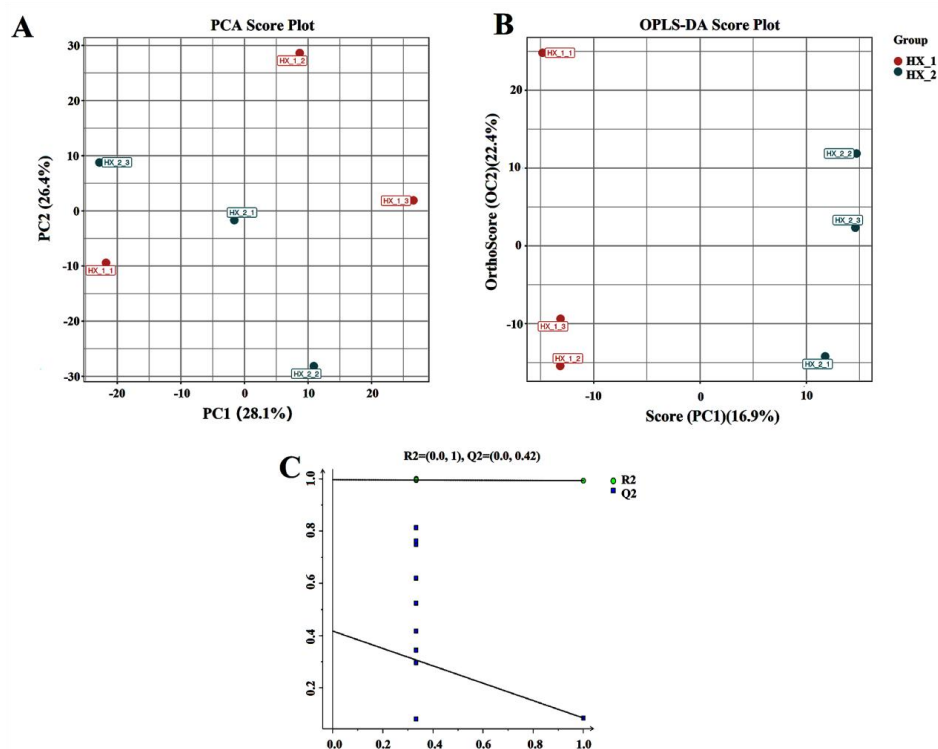 A
PCA Score Plot
PC2 (26.4%)
30
20
10
0
-10
-20
-30
HX_1_2
HX_2_3
HX_1_3
HX_2_1
HX_1_1
HX_2_2
-20
-10
0
10
20
PC1 (28.1%)
B
OPLS-DA Score Plot
OrthoScore (OC2)(22.4%)
20
10
0
-10
HX_1_1
HX_2_2
HX_2_3
HX_1_3
HX_1_2
HX_2_1
-10
0
10
Score (PC1)(16.9%)
Group
HX_1
HX_2
C
R2=(0.0, 1), Q2=(0.0, 0.42)
1.0
0.8
0.6
0.4
0.2
0.0
0.2
0.4
0.6
0.8
1.0
R2
Q2